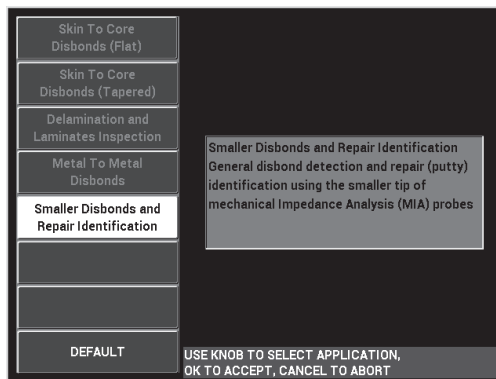 Skin To Core
Disbonds (Flat)
Skin To Core
Disbonds (Tapered)
Delamination and
Laminates Inspection
Metal To Metal
Disbonds
Smaller Disbonds and
Repair Identification
DEFAULT
Smaller Disbonds and Repair Identification
General disbond detection and repair (putty)
identification using the smaller tip of
mechanical Impedance Analysis (MIA) probes
USE KNOB TO SELECT APPLICATION,
OK TO ACCEPT, CANCEL TO ABORT